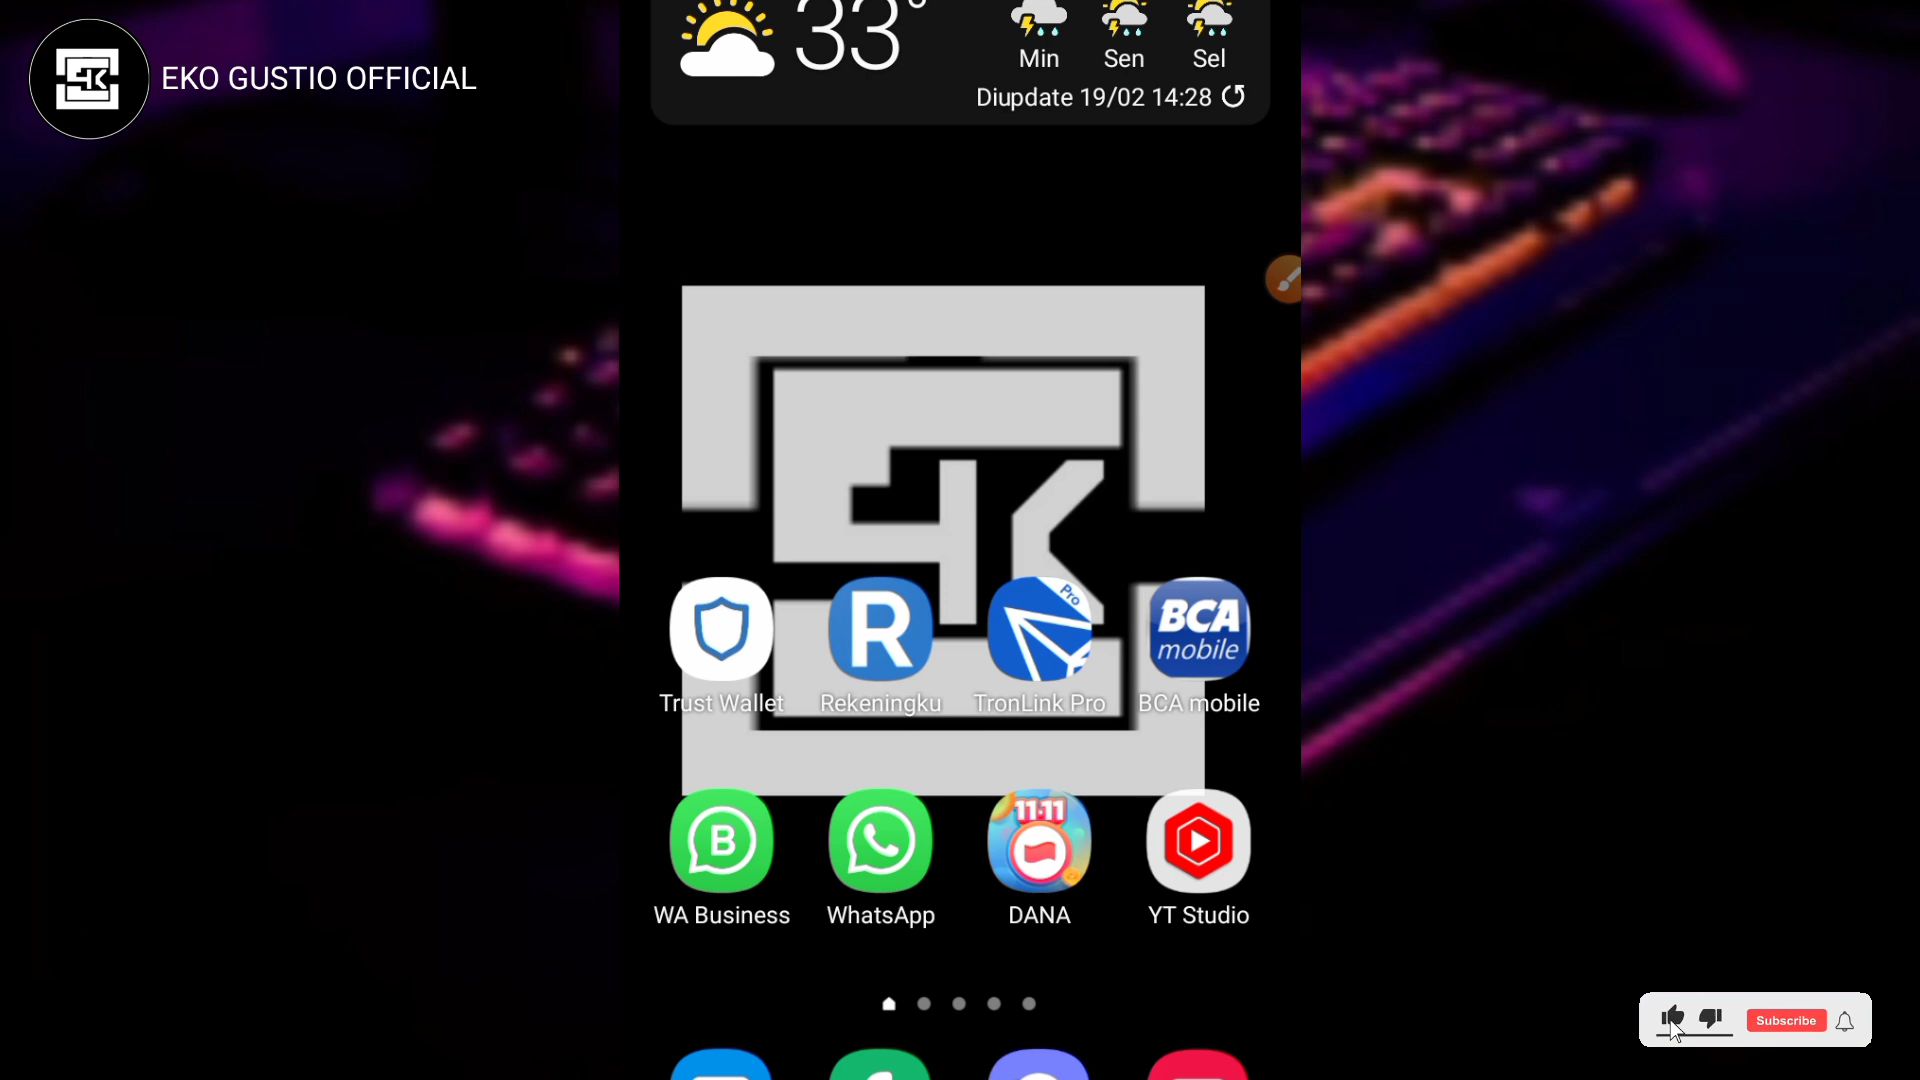 EKO GUSTIO OFFICIAL
33°
Min Sen Sel
Diupdate 19/02 14:28
Pro
R
BCA
mobile
Trust Wallet Rekeningku TronLink Pro BCA mobile
B
11.11
WA Business WhatsApp DANA YT Studio
Subscribe